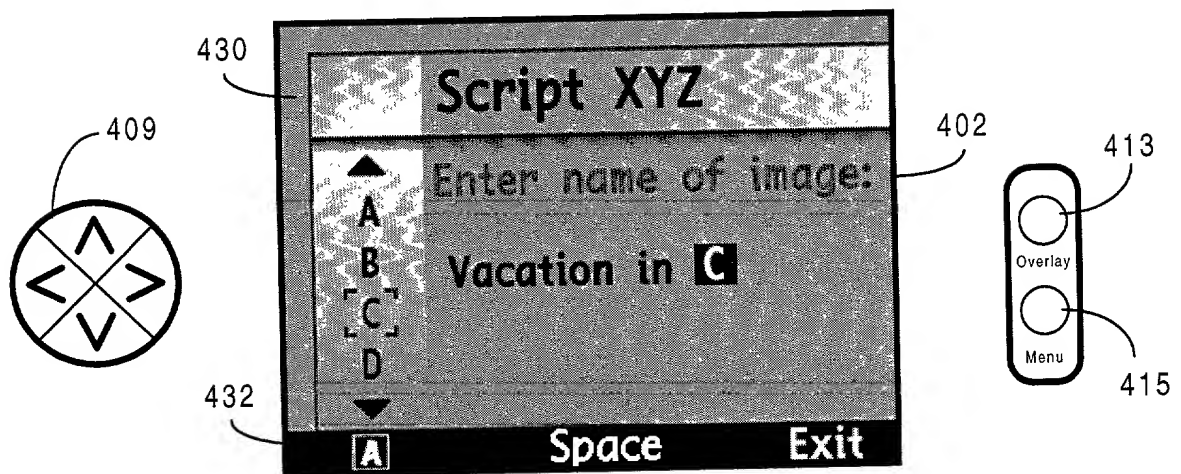 430
Script XYZ
409
402
413
Enter name of image:
A
B
Vacation in C
C
D
Overlay
Menu
432
415
A Space Exit